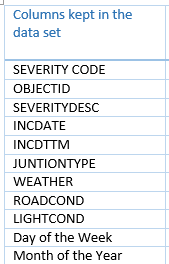 Columns kept in the
data set
SEVERITY CODE
OBJECTID
SEVERITYDESC
INCDATE
INCDTTM
JUNTIONTYPE
WEATHER
ROADCOND
LIGHTCOND
Day of the Week
Month of the Year